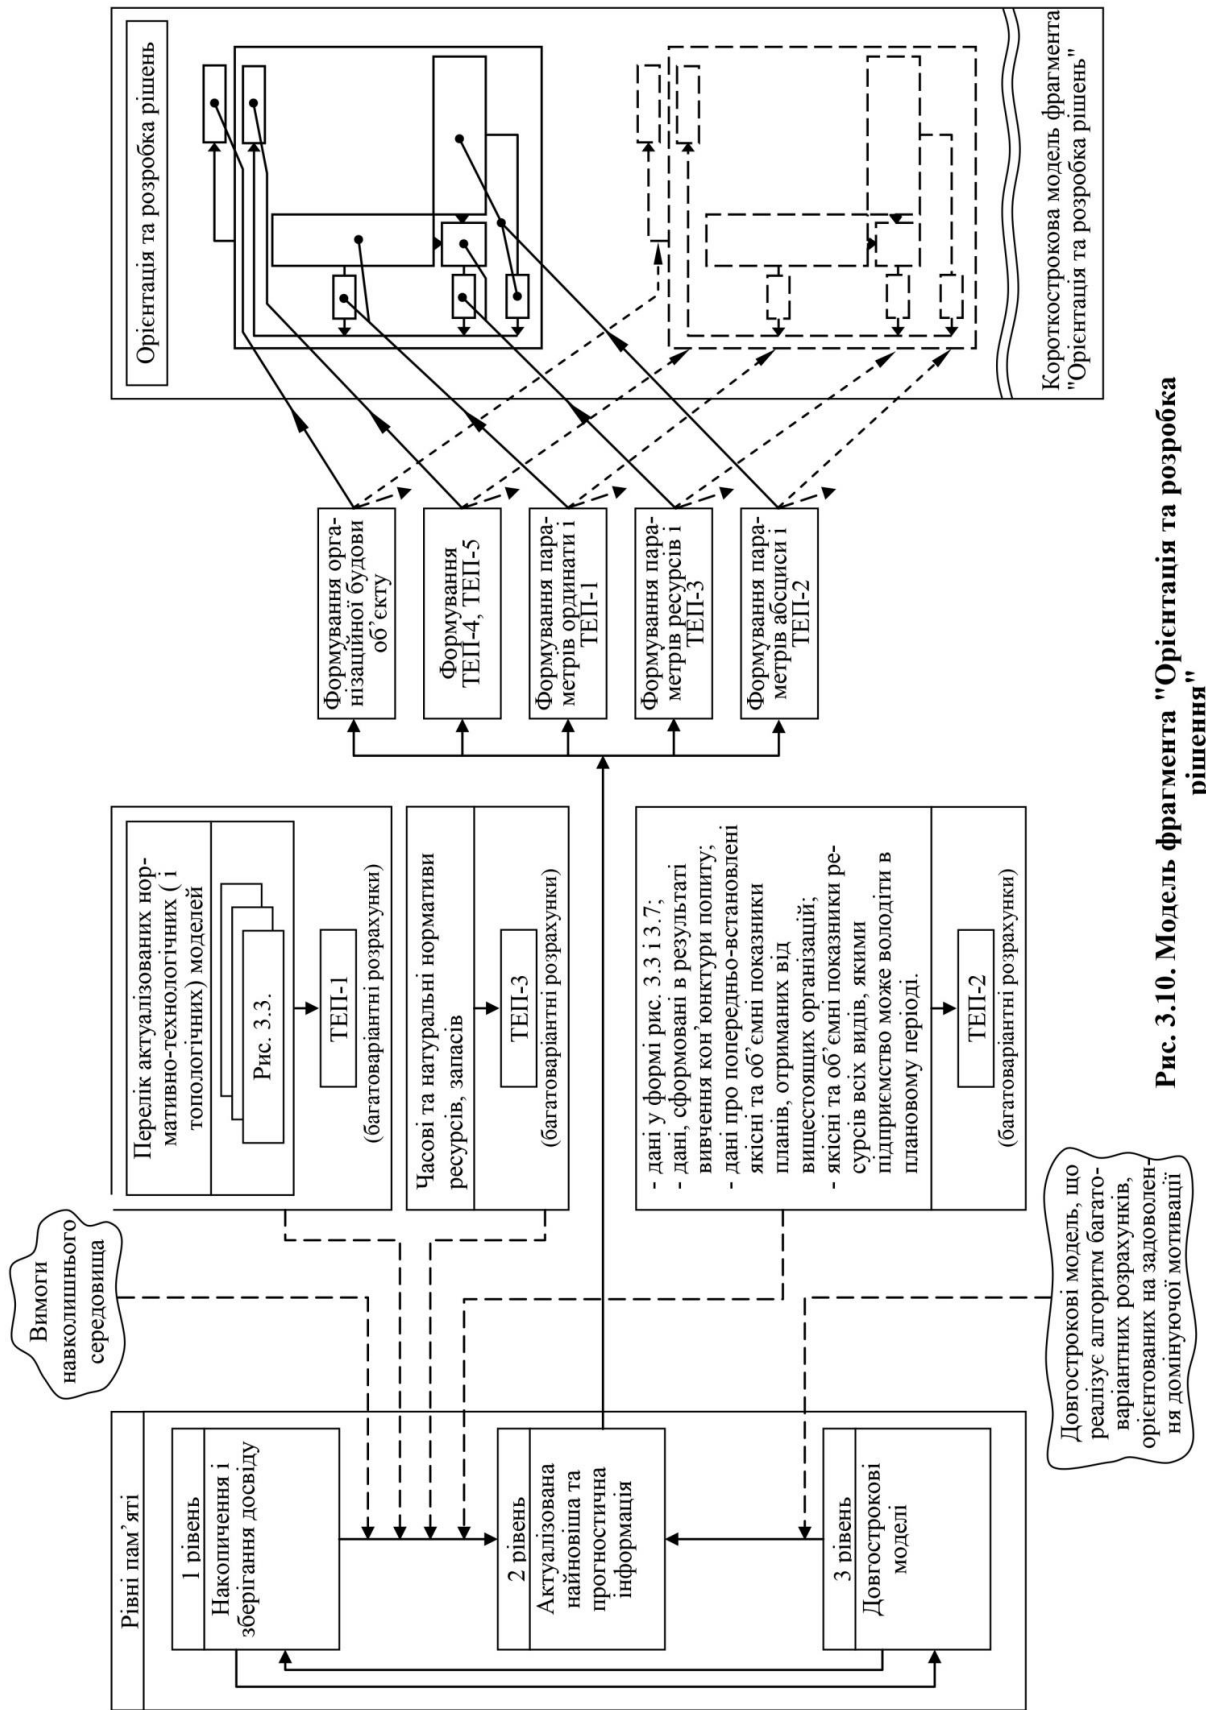 Рівні пам’яті
1 рівень
Накопичення і
зберігання досвіду
2 рівень
Актуалізована
найновіша та
прогностична
інформація
3 рівень
Довгострокові
моделі
Вимоги
навколишнього
середовища
Довгострокові модель, що
реалізує алгоритм багато-
варіантних розрахунків,
орієнтованих на задоволен-
ня домінуючої мотивації
Перелік актуалізованих нор-
мативно-технологічних ( і
топологічних) моделей
Рис. 3.3.
ТЕП-1
(багатоваріантні розрахунки)
Часові та натуральні нормативи
ресурсів, запасів
ТЕП-3
(багатоваріантні розрахунки)
- дані у формі рис. 3.3 і 3.7;
- дані, сформовані в результаті
вивчення кон’юнктури попиту;
- дані про попередньо-встановлені
якісні та об’ємні показники
планів, отриманих від
вищестоящих організацій;
- якісні та об’ємні показники ре-
сурсів всіх видів, якими
підприємство може володіти в
плановому періоді.
ТЕП-2
(багатоваріантні розрахунки)
Формування орга-
нізаційної будови
об’єкту
Формування
ТЕП-4, ТЕП-5
Формування пара-
метрів ординати і
ТЕП-1
Формування пара-
метрів ресурсів і
ТЕП-3
Формування пара-
метрів абсциси і
ТЕП-2
Орієнтація та розробка рішень
Короткострокова модель фрагмента
"Орієнтація та розробка рішень"
Рис. 3.10. Модель фрагмента "Орієнтація та розробка
рішення"